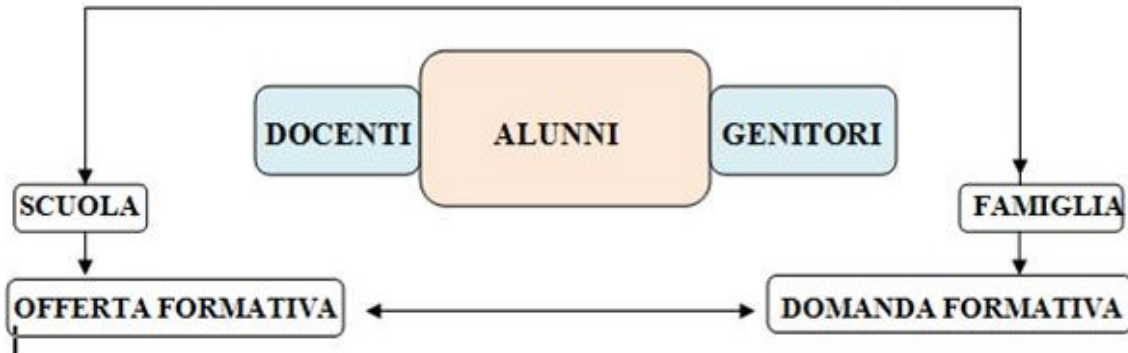 DOCENTI
ALUNNI
GENITORI
SCUOLA
FAMIGLIA
OFFERTA FORMATIVA
DOMANDA FORMATIVA